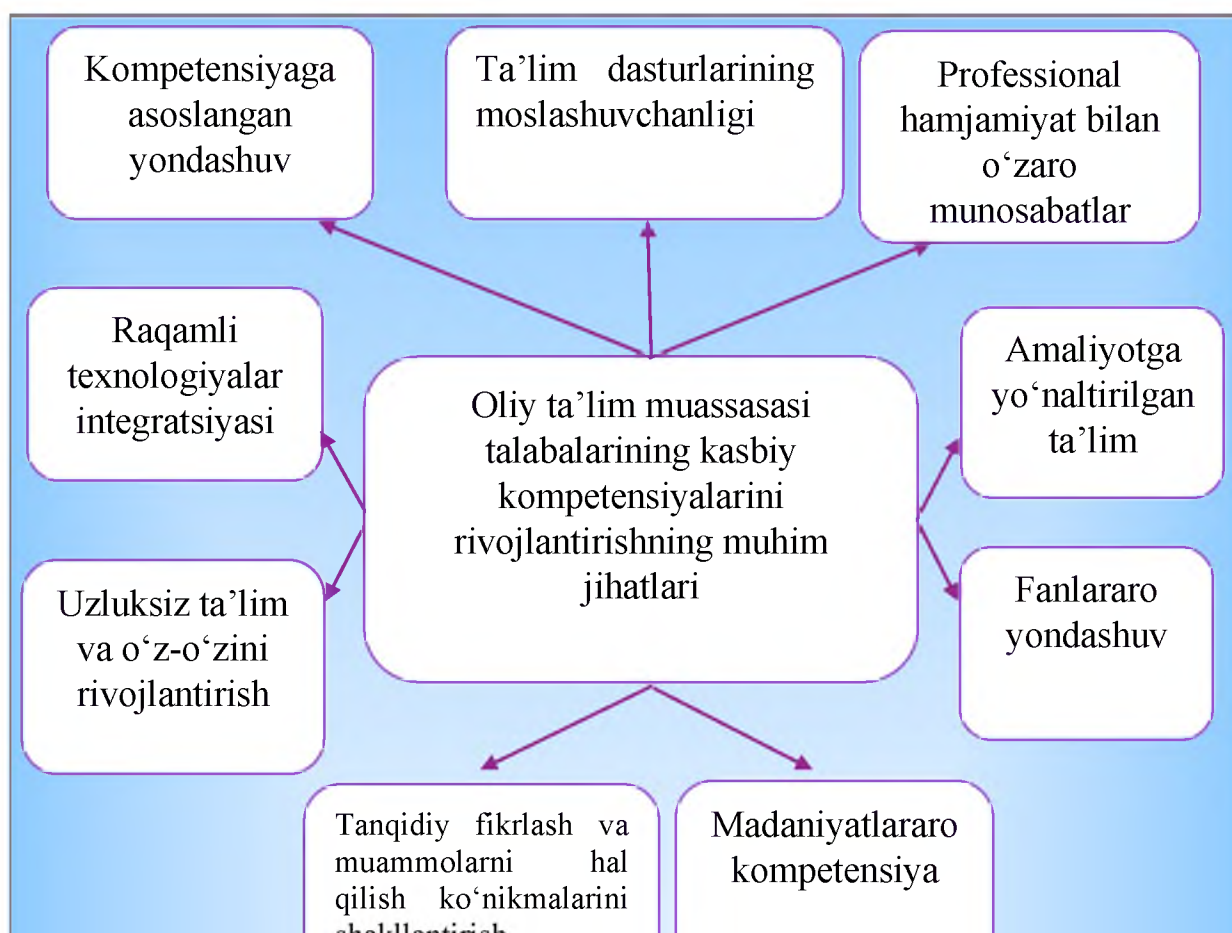 Kompetensiyaga
asoslangan
yondashuv
Ta’lim dasturlarining
moslashuvchanligi
Professional
hamjamiyat bilan
o‘zaro
munosabatlar
Raqamli
texnologiyalar
integratsiyasi
Oliy ta’lim muassasasi
talabalarining kasbiy
kompetensiyalarini
rivojlantirishning muhim
jihatlari
Amaliyotga
yo‘naltirilgan
ta’lim
Uzluksiz ta’lim
va o‘z-o‘zini
rivojlantirish
Fanlararo
yondashuv
Tanqidiy fikrlash va
muammolarni hal
qilish ko‘nikmalarini
shakllantirish
Madaniyatlararo
kompetensiya